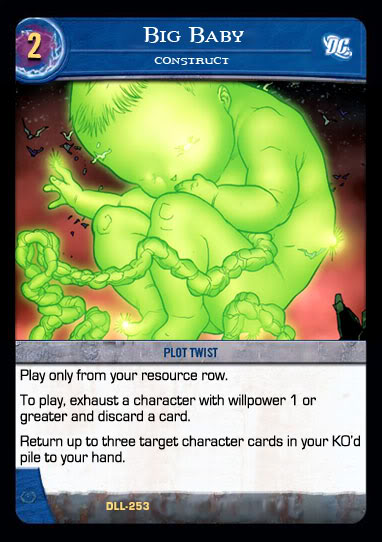 2
Big Baby
DC
CONSTRUCT
PLOT TWIST
Play only from your resource row.
To play, exhaust a character with willpower 1 or
greater and discard a card.
Return up to three target character cards in your KO'd
pile to your hand.
DLL-253